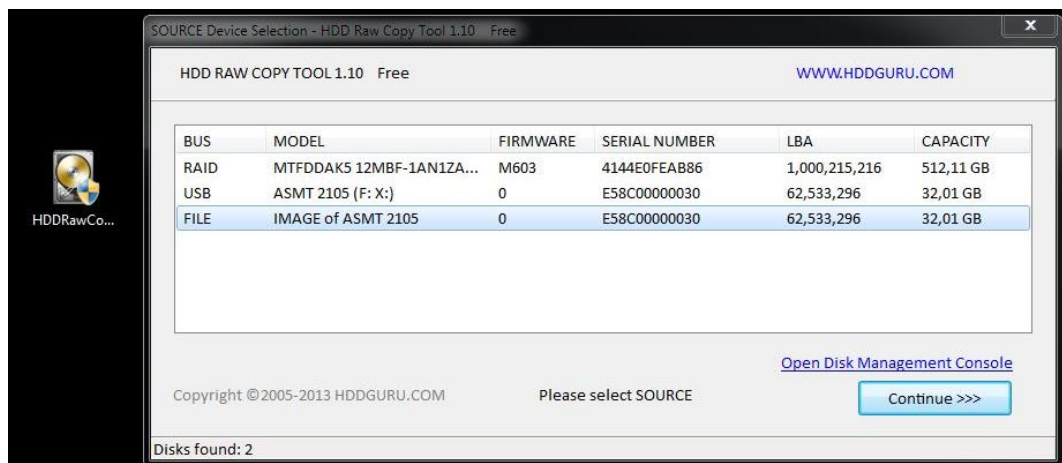 SOURCE Device Selection - HDD Raw Copy Tool 1.10 Free
X
HDD RAW COPY TOOL 1.10 Free WWW.HDDGURU.COM
BUS MODEL FIRMWARE SERIAL NUMBER LBA CAPACITY
RAID MTFDDAK5 12MBF-1AN1ZA... M603 4144E0FEAB86 1,000,215,216 512,11 GB
USB ASMT 2105 (F: X:) 0 E58C00000030 62,533,296 32,01 GB
FILE IMAGE of ASMT 2105 0 E58C00000030 62,533,296 32,01 GB
HDDRawCo...
Open Disk Management Console
Copyright ©2005-2013 HDDGURU.COM Please select SOURCE Continue >>>
Disks found: 2